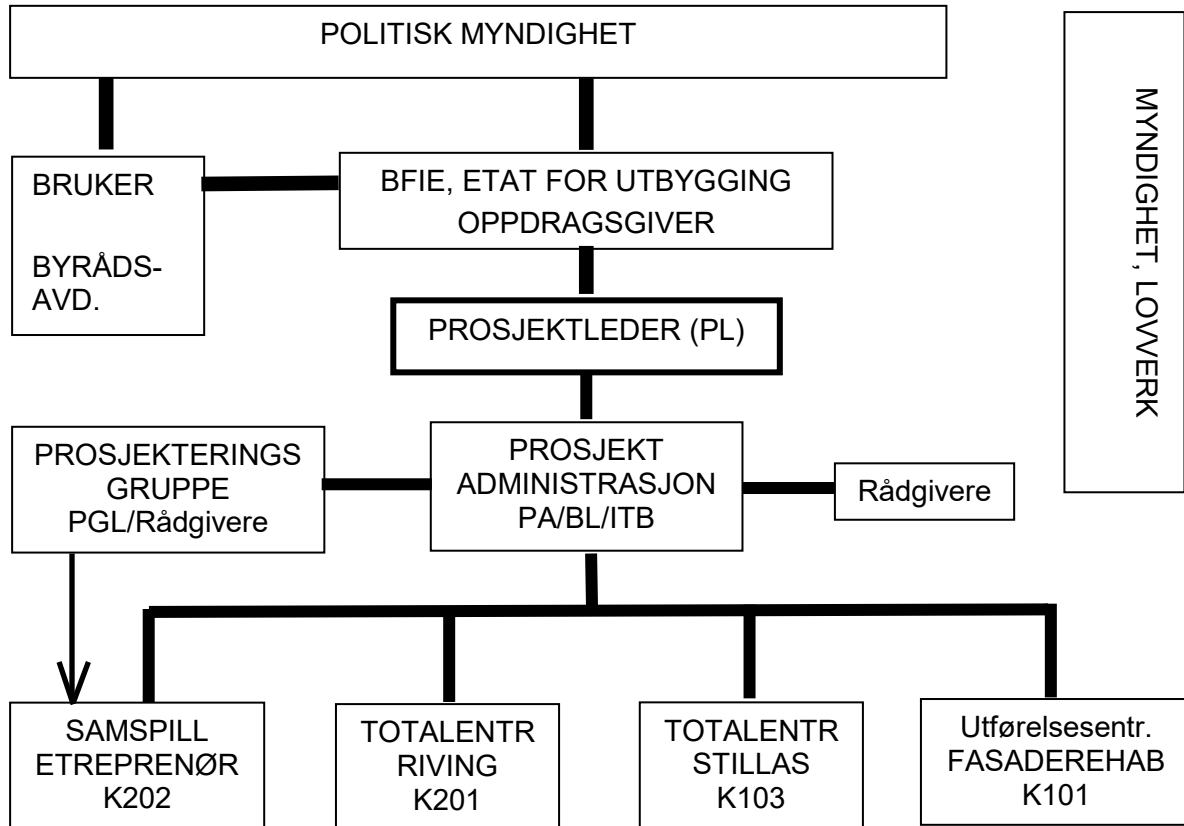 POLITISK MYNDIGHET
MYNDIGHET, LOVVERK
BRUKER
BYRÅDS-
AVD.
BFIE, ETAT FOR UTBYGGING
OPPDRAGSGIVER
PROSJEKTLEDER (PL)
PROSJEKTERINGS
GRUPPE
PGL/Rådgivere
PROSJEKT
ADMINISTRASJON
PA/BL/ITB
Rådgivere
SAMSPILL
ETREPRENØR
K202
TOTALENTR
RIVING
K201
TOTALENTR
STILLAS
K103
Utførelsesentr.
FASADEREHAB
K101